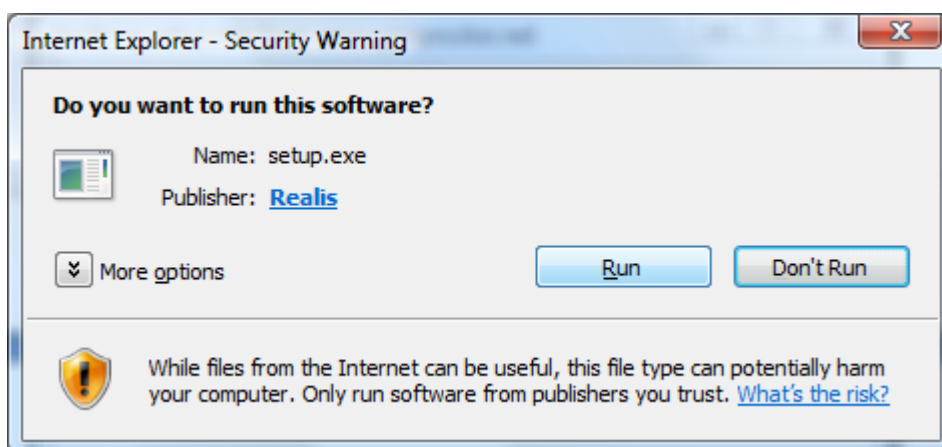 Internet Explorer - Security Warning
Do you want to run this software?
Name: setup.exe
Publisher: Realis
More options
Run
Don't Run
While files from the Internet can be useful, this file type can potentially harm
your computer. Only run software from publishers you trust. What's the risk?